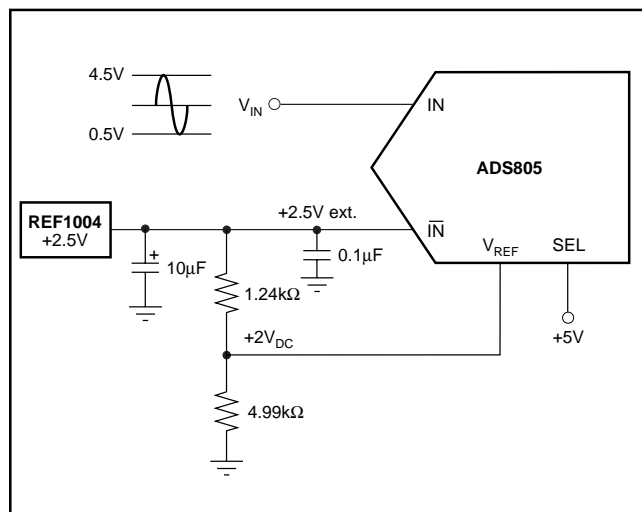 4.5V
0.5V
V_IN
IN
ADS805
REF1004
+2.5V
+2.5V ext.
I̅N̅
V_REF
SEL
10µF
0.1µF
1.24kΩ
+2V_DC
+5V
4.99kΩ